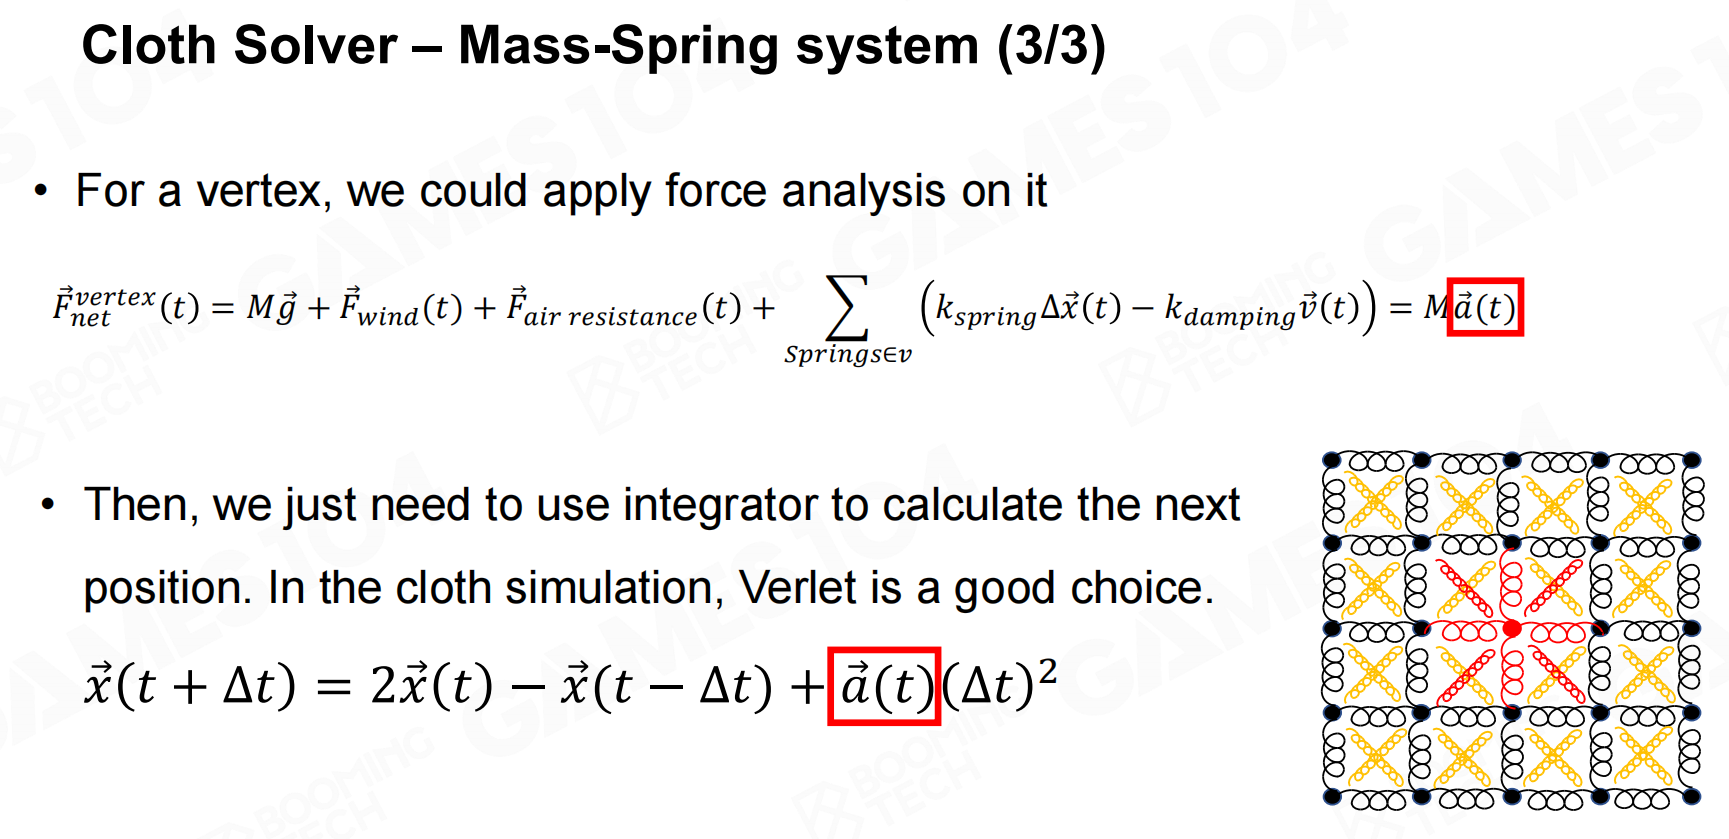 Cloth Solver – Mass-Spring system (3/3)
• For a vertex, we could apply force analysis on it
$\vec{F}_{net}^{vertex}(t) = M\vec{g} + \vec{F}_{wind}(t) + \vec{F}_{air\ resistance}(t) + \sum_{Springs \in v} \left( k_{spring} \Delta\vec{x}(t) - k_{damping} \vec{v}(t) \right) = M\vec{a}(t)$
• Then, we just need to use integrator to calculate the next
position. In the cloth simulation, Verlet is a good choice.
$\vec{x}(t + \Delta t) = 2\vec{x}(t) - \vec{x}(t - \Delta t) + \vec{a}(t)(\Delta t)^2$
GAMES104
BOOMING
TECH